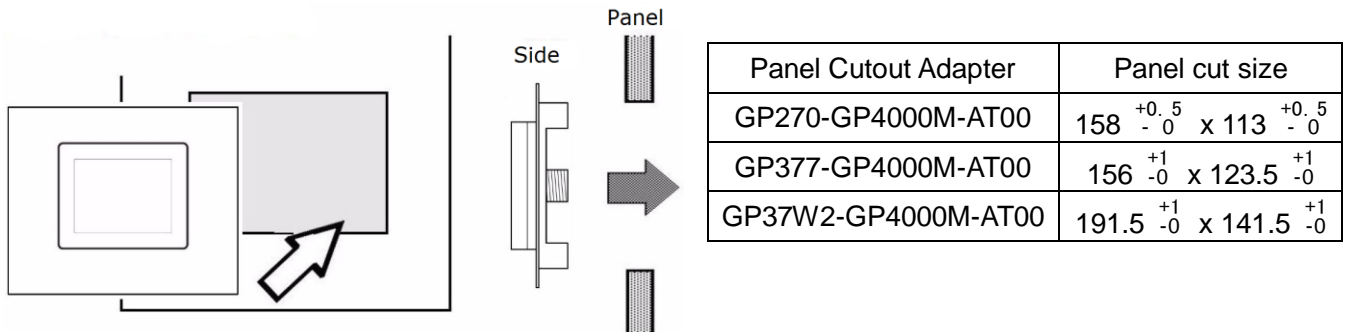 Panel
Side
Panel Cutout Adapter Panel cut size
GP270-GP4000M-AT00 158 +0.5 -0 x 113 +0.5 -0
GP377-GP4000M-AT00 156 +1 -0 x 123.5 +1 -0
GP37W2-GP4000M-AT00 191.5 +1 -0 x 141.5 +1 -0